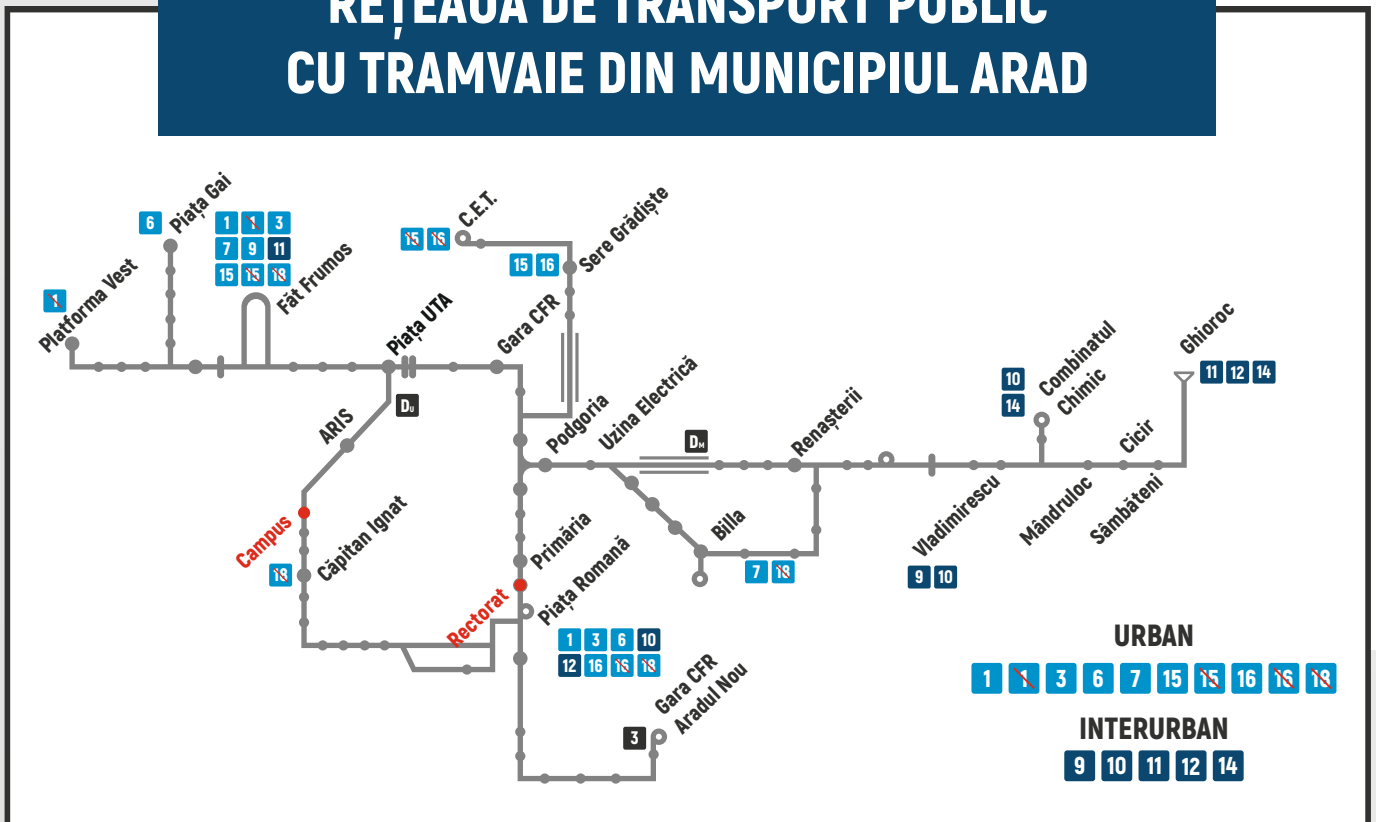 REȚEAUA DE TRANSPORT PUBLIC
CU TRAMVAIE DIN MUNICIPIUL ARAD
6
Piața Gai
1 1 3
7 9 11
15 15 18
Făt Frumos
1
Platforma Vest
15 16
C.E.T.
15 16
Sere Grădiște
Piața UTA
Gara CFR
DU
ARIS
Podgoria
Uzina Electrică
DM
Renașterii
10
14
Combinatul
Chimic
Ghioroc
11 12 14
Cicir
Campus
18
Căpitan Ignat
Primăria
Rectorat
Piața Romană
1 3 6 10
12 16 16 18
Billa
7 18
Vladimirescu
9 10
Mândruloc
Sâmbăteni
3
Gara CFR
Aradul Nou
URBAN
1 1 3 6 7 15 15 16 16 18
INTERURBAN
9 10 11 12 14